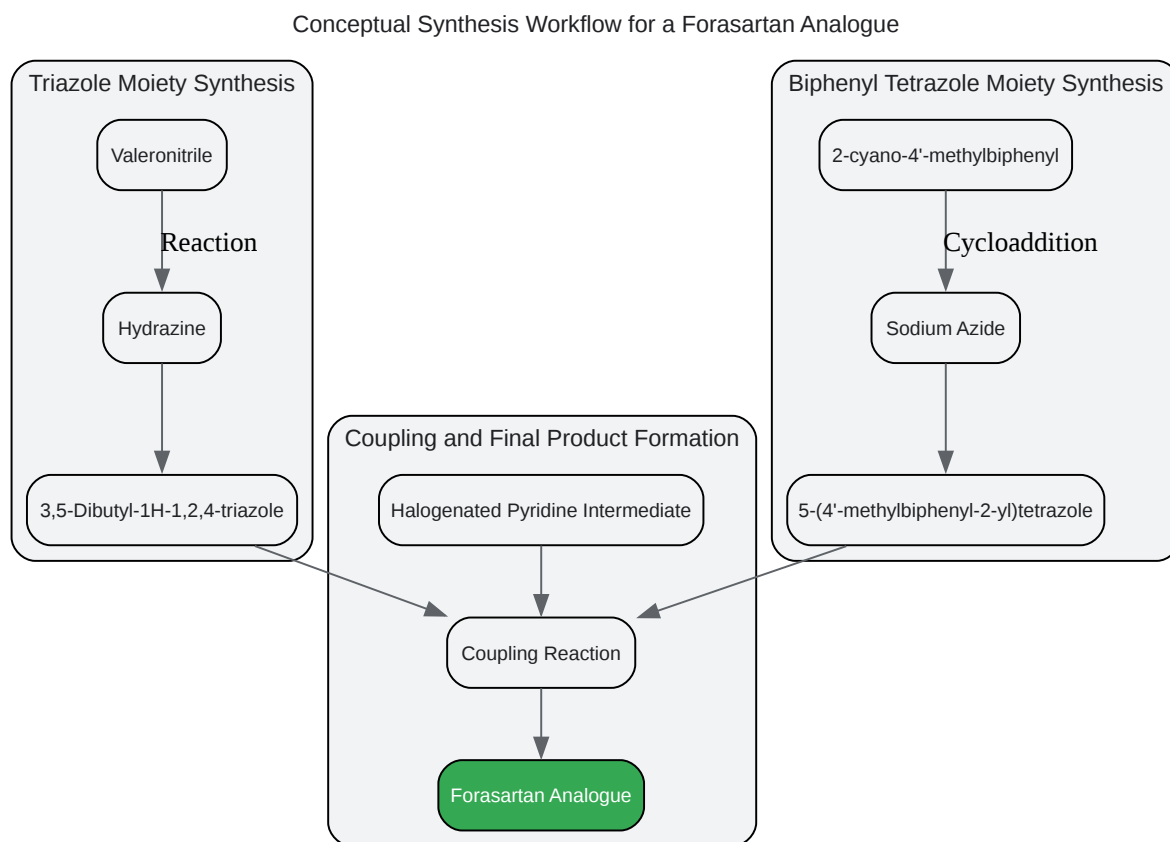 Conceptual Synthesis Workflow for a Forasartan Analogue
Triazole Moiety Synthesis
Valeronitrile
Reaction
Hydrazine
3,5-Dibutyl-1H-1,2,4-triazole
Biphenyl Tetrazole Moiety Synthesis
2-cyano-4'-methylbiphenyl
Cycloaddition
Sodium Azide
5-(4'-methylbiphenyl-2-yl)tetrazole
Coupling and Final Product Formation
Halogenated Pyridine Intermediate
Coupling Reaction
Forasartan Analogue